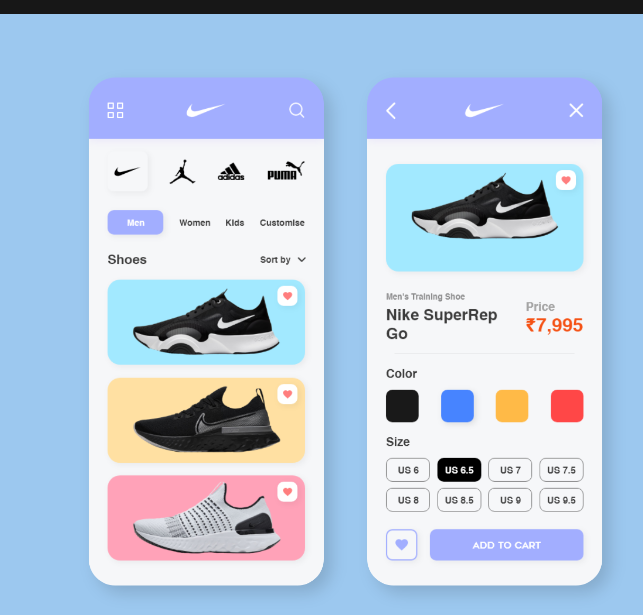 adidas
PUMA
Men
Women
Kids
Customise
Shoes
Sort by
Men's Training Shoe
Nike SuperRep
Go
Price
₹7,995
Color
Size
US 6
US 6.5
US 7
US 7.5
US 8
US 8.5
US 9
US 9.5
ADD TO CART